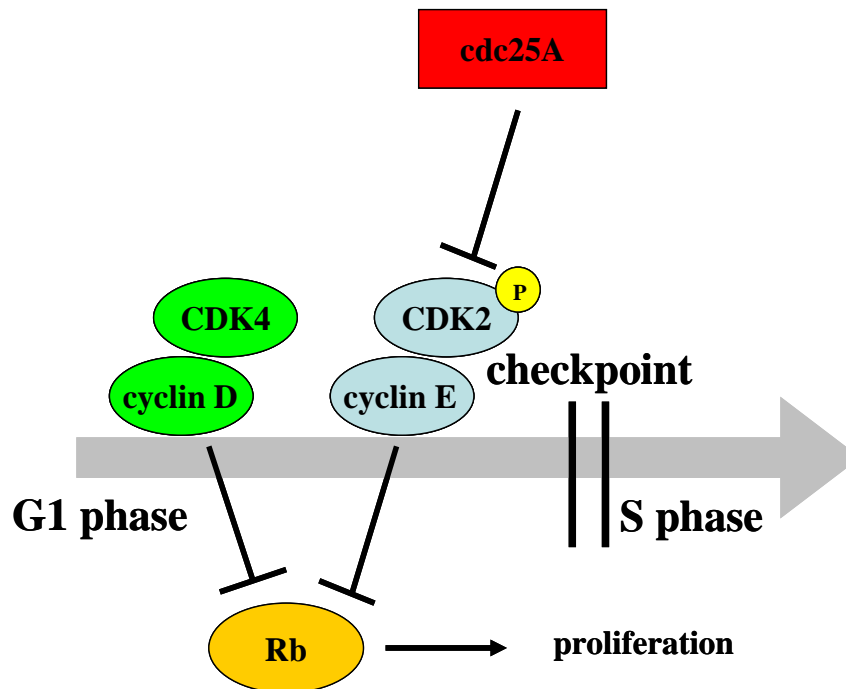 cdc25A
P
CDK4
CDK2
checkpoint
cyclin D
cyclin E
G1 phase
S phase
Rb
proliferation